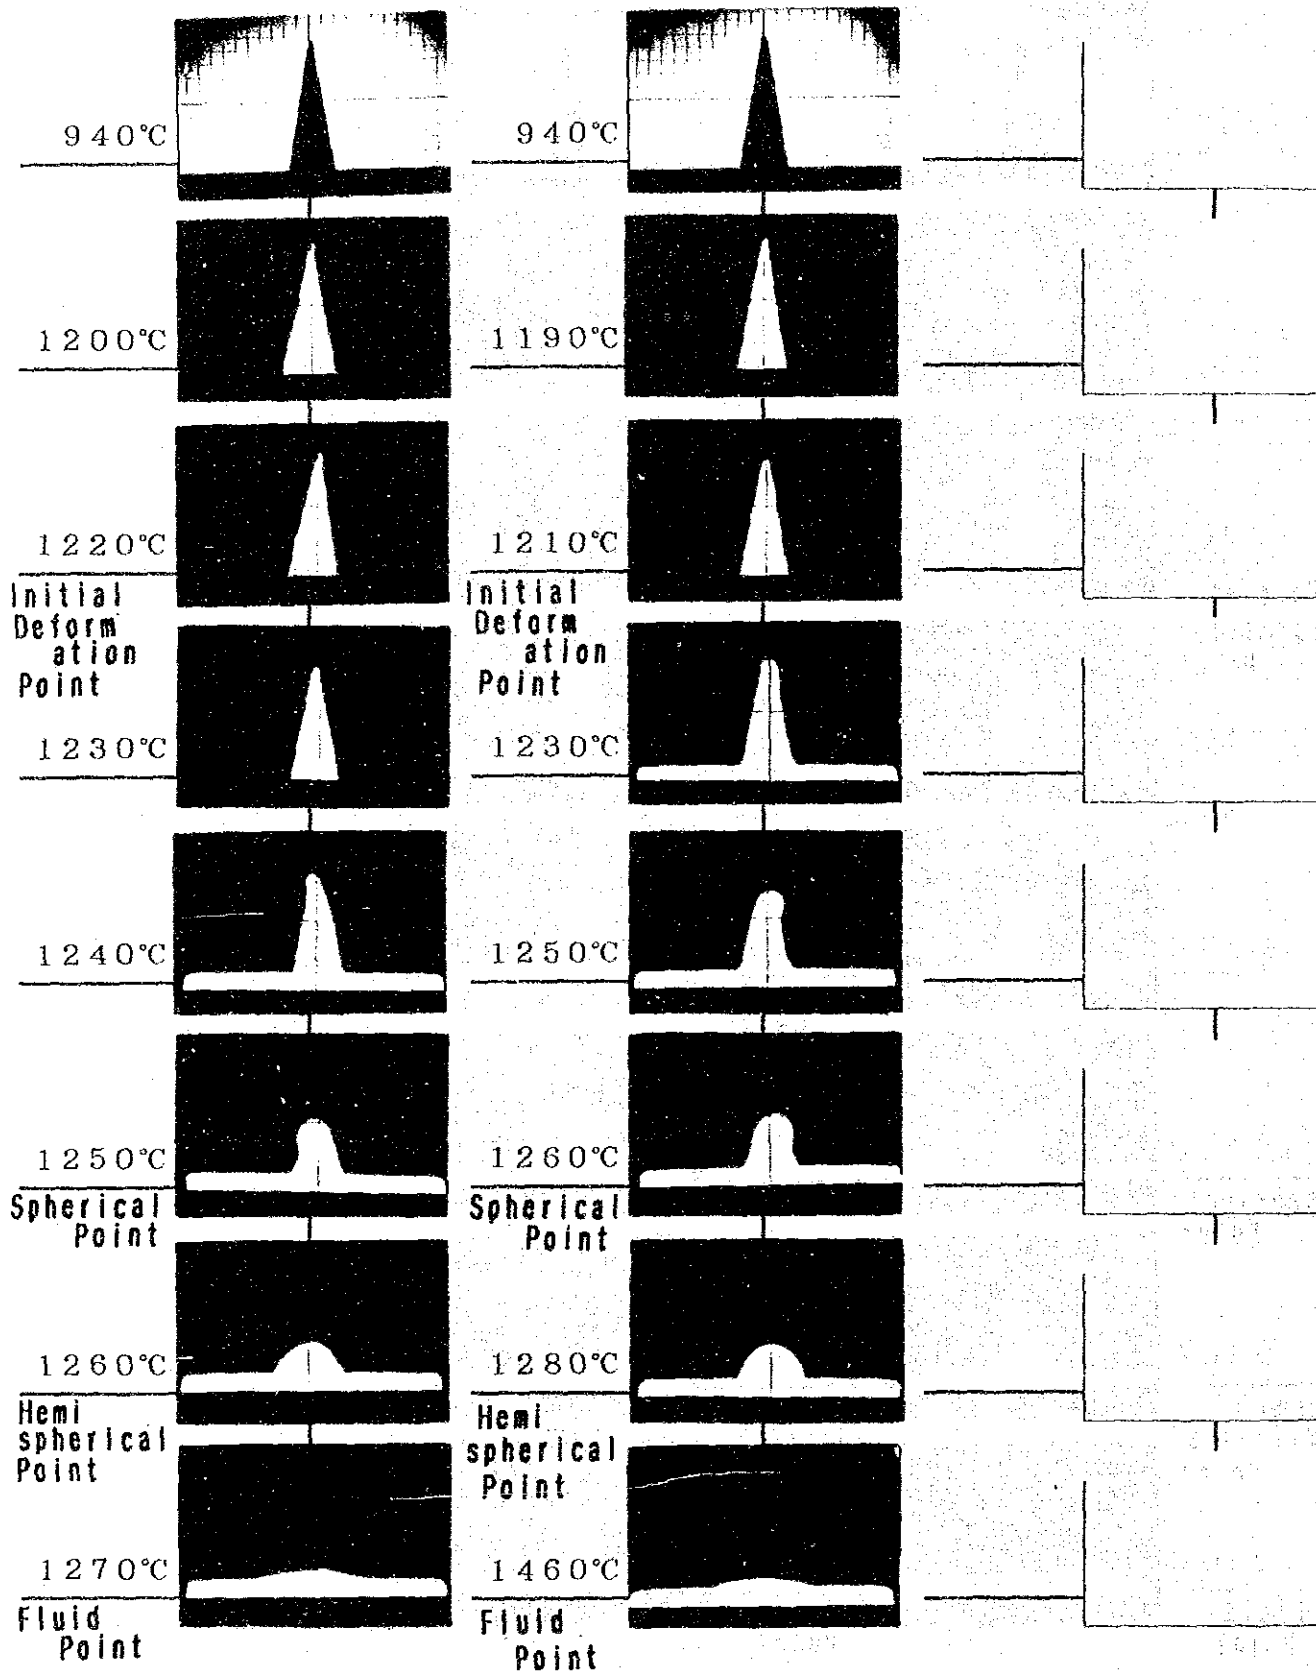 940℃
1200℃
1220℃
Initial
Deform
ation
Point
1230℃
1240℃
1250℃
Spherical
Point
1260℃
Hemi
spherical
Point
1270℃
Fluid
Point
940℃
1190℃
1210℃
Initial
Deform
ation
Point
1230℃
1250℃
1260℃
Spherical
Point
1280℃
Hemi
spherical
Point
1460℃
Fluid
Point